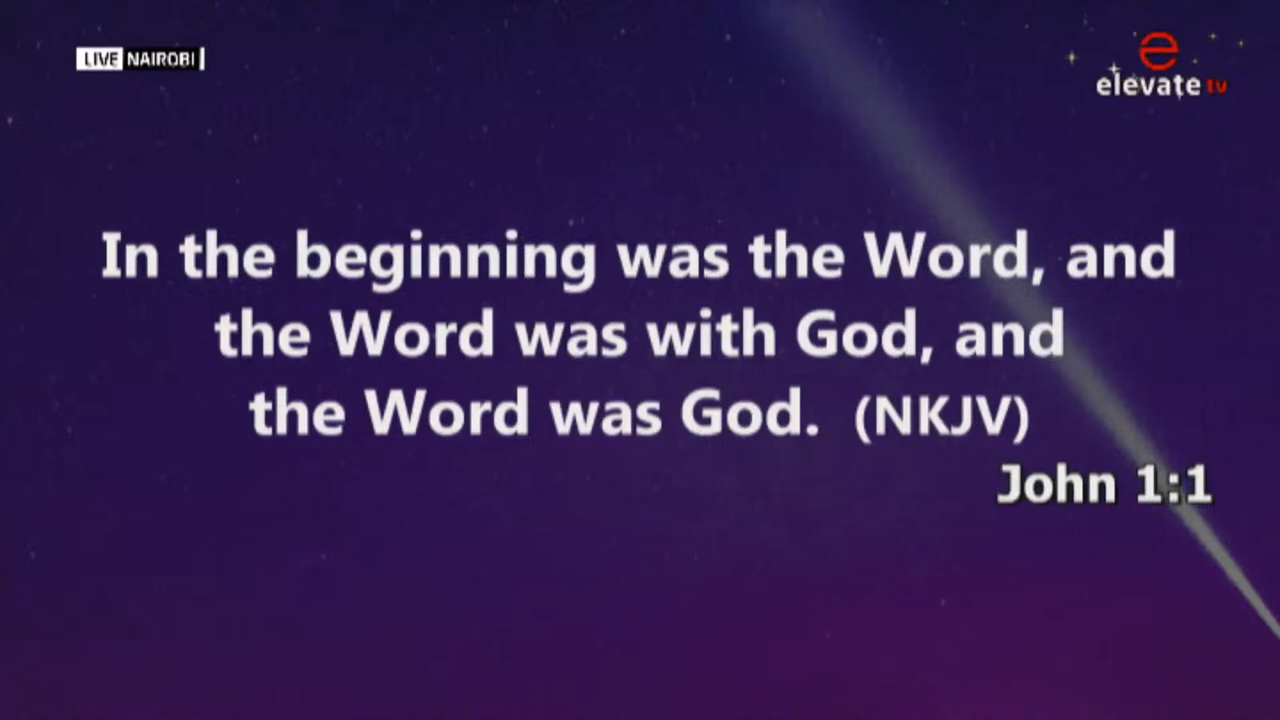 LIVE NAIROBI
e
elevate tv
In the beginning was the Word, and
the Word was with God, and
the Word was God. (NKJV)
John 1:1